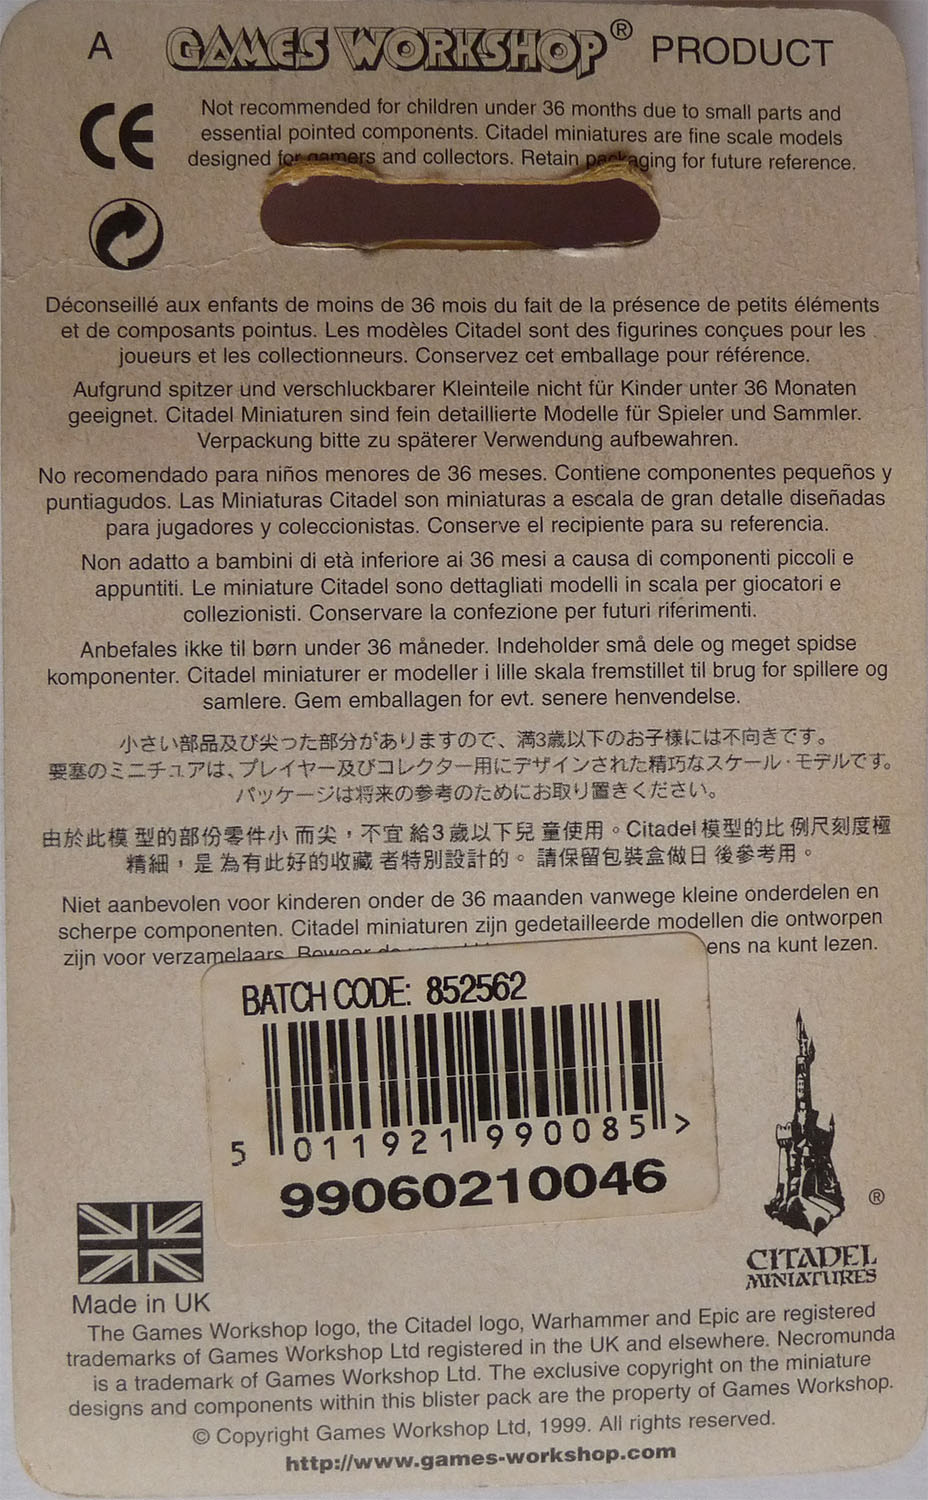 A GAMES WORKSHOP® PRODUCT
CE
Not recommended for children under 36 months due to small parts and
essential pointed components. Citadel miniatures are fine scale models
designed for gamers and collectors. Retain packaging for future reference.
Déconseillé aux enfants de moins de 36 mois du fait de la présence de petits éléments
et de composants pointus. Les modèles Citadel sont des figurines conçues pour les
joueurs et les collectionneurs. Conservez cet emballage pour référence.
Aufgrund spitzer und verschluckbarer Kleinteile nicht für Kinder unter 36 Monaten
geeignet. Citadel Miniaturen sind fein detaillierte Modelle für Spieler und Sammler.
Verpackung bitte zu späterer Verwendung aufbewahren.
No recomendado para niños menores de 36 meses. Contiene componentes pequeños y
puntiagudos. Las Miniaturas Citadel son miniaturas a escala de gran detalle diseñadas
para jugadores y coleccionistas. Conserve el recipiente para su referencia.
Non adatto a bambini di età inferiore ai 36 mesi a causa di componenti piccoli e
appuntiti. Le miniature Citadel sono dettagliati modelli in scala per giocatori e
collezionisti. Conservare la confezione per futuri riferimenti.
Anbefales ikke til børn under 36 måneder. Indeholder små dele og meget spidse
komponenter. Citadel miniaturer er modeller i lille skala fremstillet til brug for spillere og
samlere. Gem emballagen for evt. senere henvendelse.
小さい部品及び尖った部分がありますので、満3歳以下のお子様には不向きです。
要塞のミニチュアは、プレイヤー及びコレクター用にデザインされた精巧なスケール・モデルです。
パッケージは将来の参考のためにお取り置きください。
由於此模 型的部份零件小 而尖，不宜 給3 歲以下兒 童使用。Citadel 模型的比 例尺刻度極
精細，是 為有此好的收藏 者特別設計的。 請保留包裝盒做日 後參考用。
Niet aanbevolen voor kinderen onder de 36 maanden vanwege kleine onderdelen en
scherpe componenten. Citadel miniaturen zijn gedetailleerde modellen die ontworpen
zijn voor verzamelaars. Bewaar de ens na kunt lezen.
BATCH CODE: 852562
5 011921 990085 >
99060210046
®
CITADEL
MINIATURES
Made in UK
The Games Workshop logo, the Citadel logo, Warhammer and Epic are registered
trademarks of Games Workshop Ltd registered in the UK and elsewhere. Necromunda
is a trademark of Games Workshop Ltd. The exclusive copyright on the miniature
designs and components within this blister pack are the property of Games Workshop.
© Copyright Games Workshop Ltd, 1999. All rights reserved.
http://www.games-workshop.com